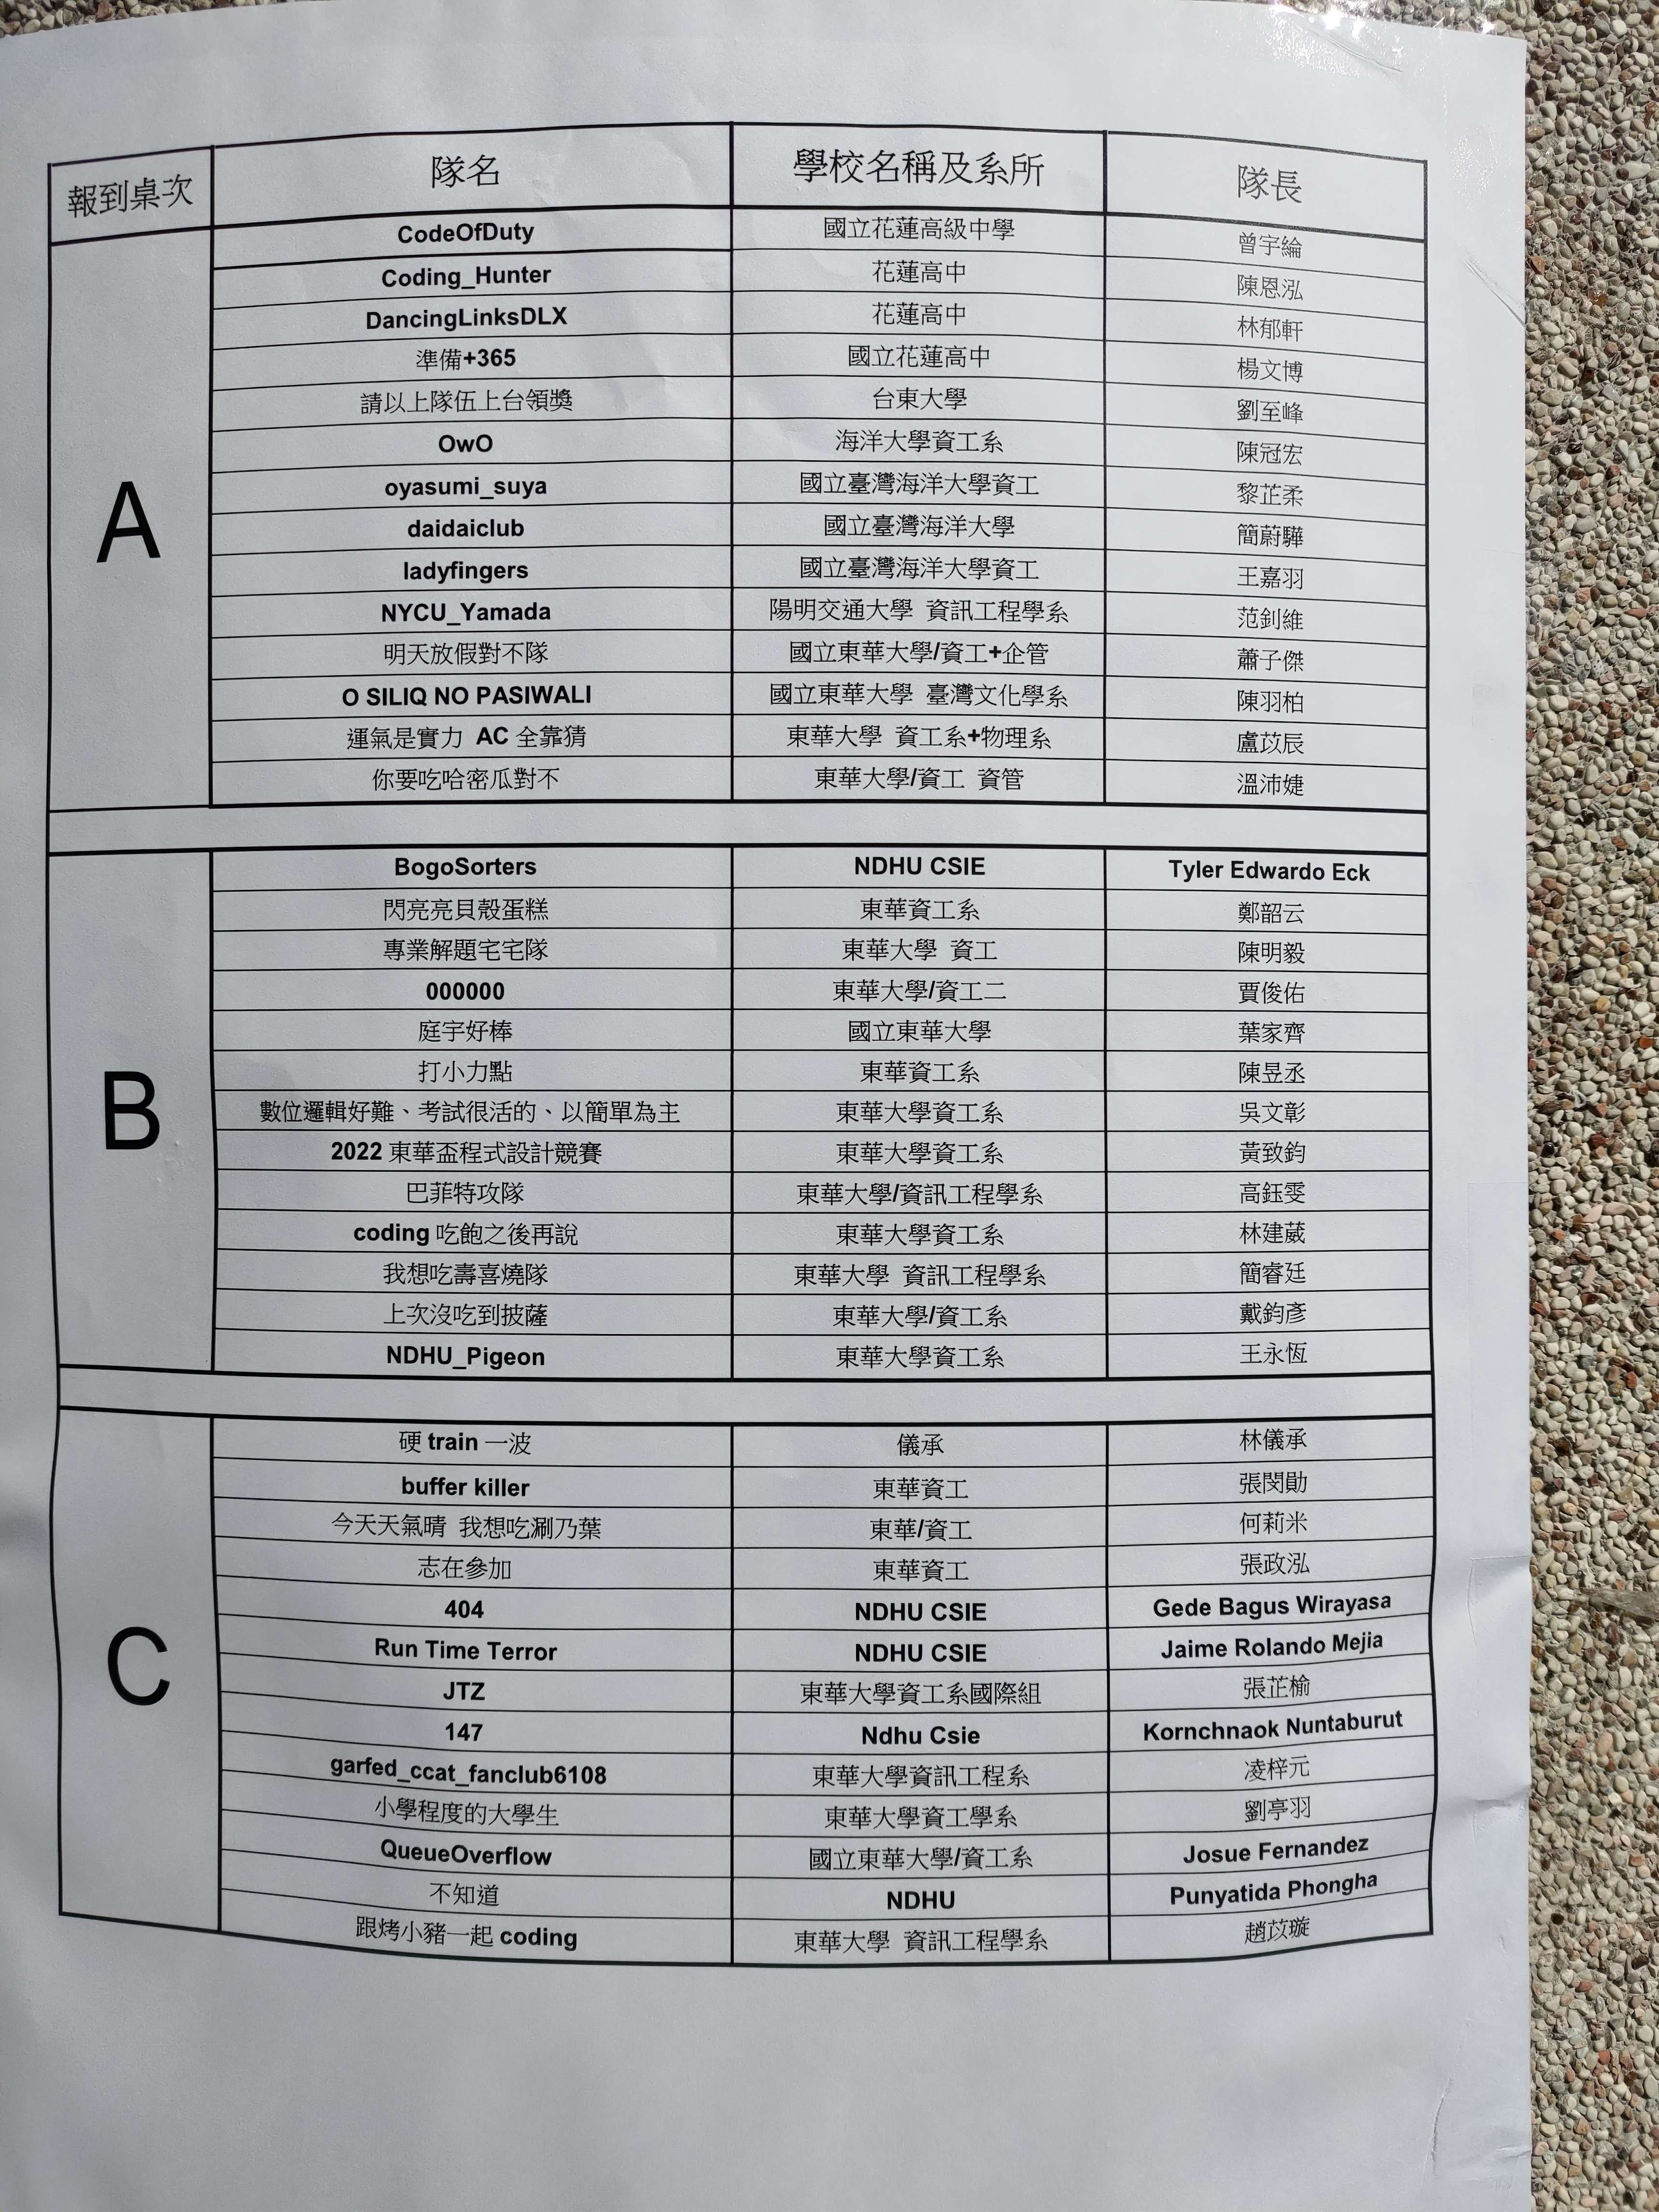 報到桌次 隊名 學校名稱及系所 隊長
A
CodeOfDuty 國立花蓮高級中學 曾宇綸
Coding_Hunter 花蓮高中 陳恩泓
DancingLinksDLX 花蓮高中 林郁軒
準備+365 國立花蓮高中 楊文博
請以上隊伍上台領獎 台東大學 劉至峰
OwO 海洋大學資工系 陳冠宏
oyasumi_suya 國立臺灣海洋大學資工 黎芷柔
daidaiclub 國立臺灣海洋大學 簡蔚驊
ladyfingers 國立臺灣海洋大學資工 王嘉羽
NYCU_Yamada 陽明交通大學 資訊工程學系 范釗維
明天放假對不隊 國立東華大學/資工+企管 蕭子傑
O SILIQ NO PASIWALI 國立東華大學 臺灣文化學系 陳羽柏
運氣是實力 AC 全靠猜 東華大學 資工系+物理系 盧苡辰
你要吃哈密瓜對不 東華大學/資工 資管 溫沛婕
B
BogoSorters NDHU CSIE Tyler Edwardo Eck
閃亮亮貝殼蛋糕 東華資工系 鄭韶云
專業解題宅宅隊 東華大學 資工 陳明毅
000000 東華大學/資工二 賈俊佑
庭宇好棒 國立東華大學 葉家齊
打小力點 東華資工系 陳昱丞
數位邏輯好難、考試很活的、以簡單為主 東華大學資工系 吳文彰
2022 東華盃程式設計競賽 東華大學資工系 黃致鈞
巴菲特攻隊 東華大學/資訊工程學系 高鈺雯
coding 吃飽之後再說 東華大學資工系 林建葳
我想吃壽喜燒隊 東華大學 資訊工程學系 簡睿廷
上次沒吃到披薩 東華大學/資工系 戴鈞彥
NDHU_Pigeon 東華大學資工系 王永恆
C
硬 train 一波 儀承 林儀承
buffer killer 東華資工 張閔勛
今天天氣晴 我想吃涮乃葉 東華/資工 何莉米
志在參加 東華資工 張政泓
404 NDHU CSIE Gede Bagus Wirayasa
Run Time Terror NDHU CSIE Jaime Rolando Mejia
JTZ 東華大學資工系國際組 張芷榆
147 Ndhu Csie Kornchnaok Nuntaburut
garfed_ccat_fanclub6108 東華大學資訊工程系 凌梓元
小學程度的大學生 東華大學資工學系 劉亭羽
QueueOverflow 國立東華大學/資工系 Josue Fernandez
不知道 NDHU Punyatida Phongha
跟烤小豬一起 coding 東華大學 資訊工程學系 趙苡璇